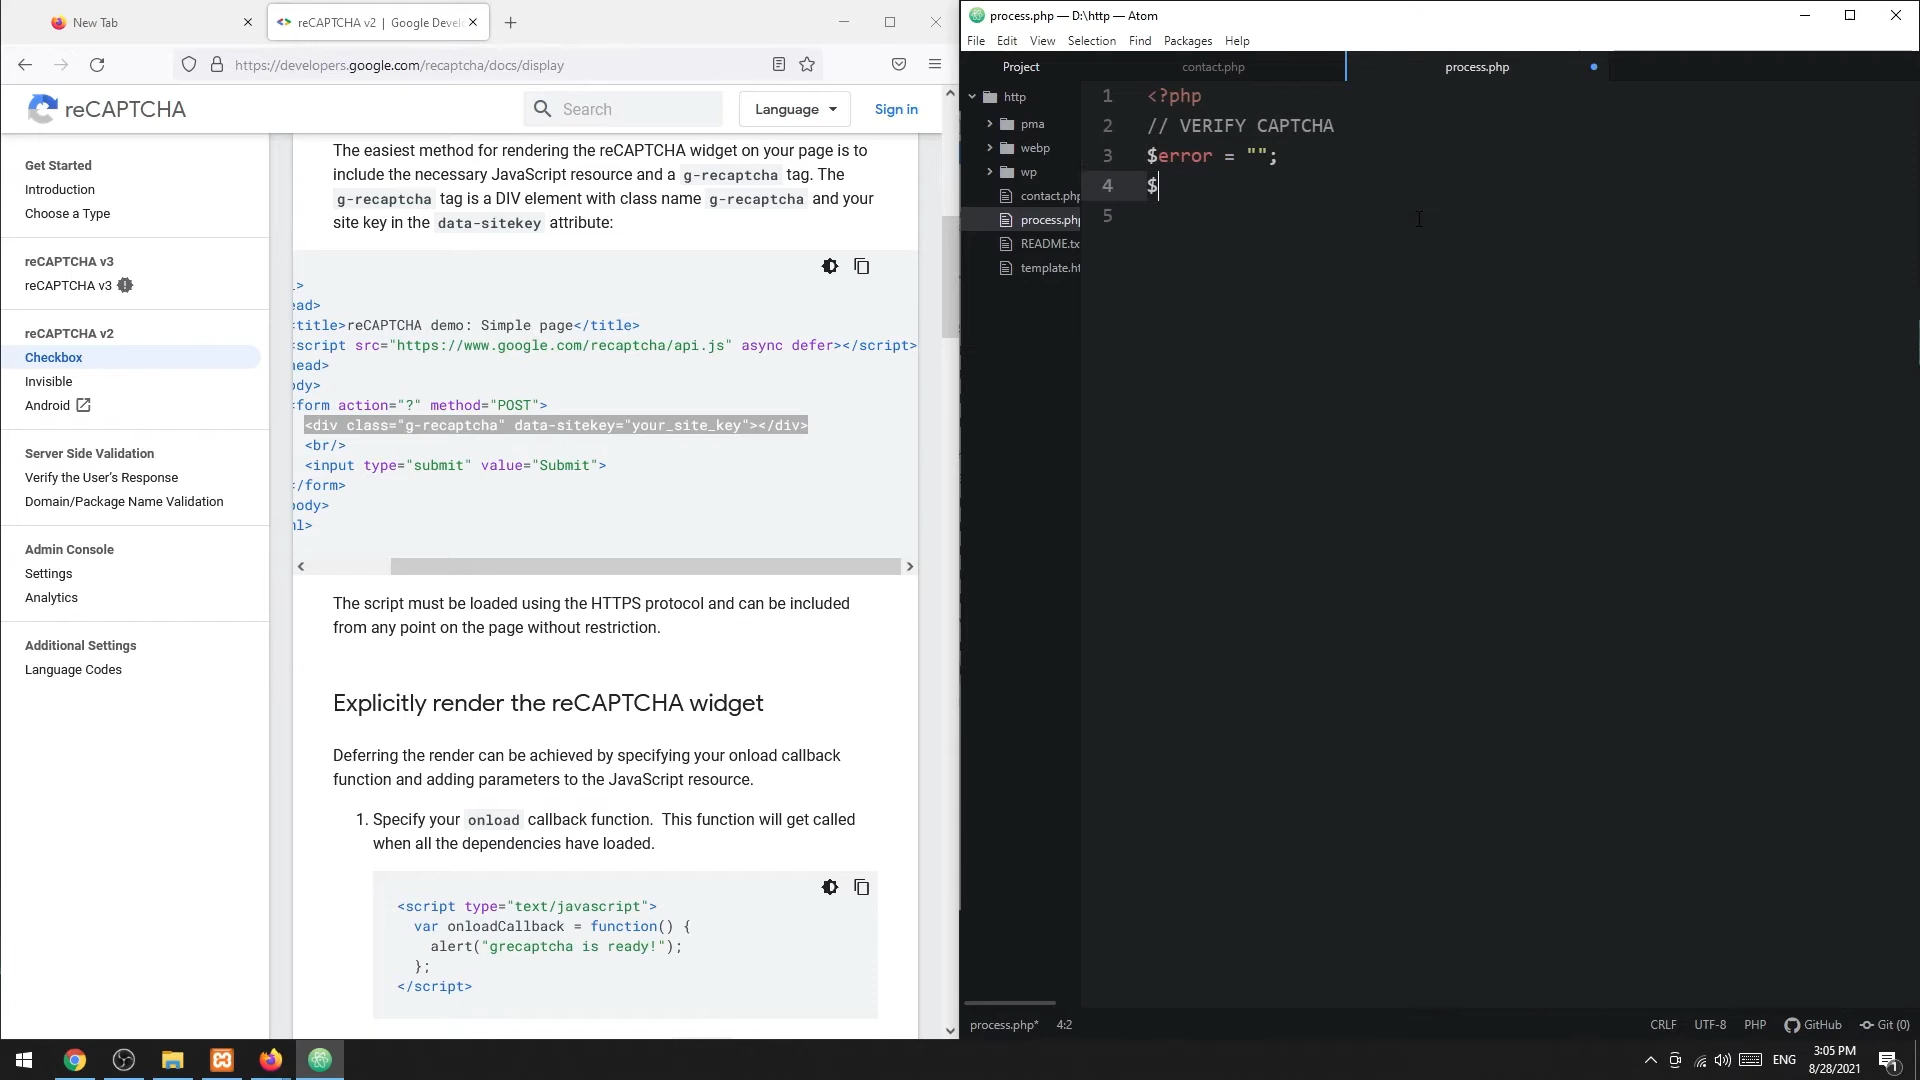 New Tab
reCAPTCHA v2 | Google Devel
https://developers.google.com/recaptcha/docs/display
reCAPTCHA
Search
Language
Sign in
Get Started
Introduction
Choose a Type
reCAPTCHA v3
reCAPTCHA v3
reCAPTCHA v2
Checkbox
Invisible
Android
Server Side Validation
Verify the User's Response
Domain/Package Name Validation
Admin Console
Settings
Analytics
Additional Settings
Language Codes
The easiest method for rendering the reCAPTCHA widget on your page is to
include the necessary JavaScript resource and a g-recaptcha tag. The
g-recaptcha tag is a DIV element with class name g-recaptcha and your
site key in the data-sitekey attribute:
l>
ead>
<title>reCAPTCHA demo: Simple page</title>
<script src="https://www.google.com/recaptcha/api.js" async defer></script>
head>
ody>
<form action="?" method="POST">
<div class="g-recaptcha" data-sitekey="your_site_key"></div>
<br/>
<input type="submit" value="Submit">
</form>
body>
ml>
The script must be loaded using the HTTPS protocol and can be included
from any point on the page without restriction.
Explicitly render the reCAPTCHA widget
Deferring the render can be achieved by specifying your onload callback
function and adding parameters to the JavaScript resource.
1. Specify your onload callback function. This function will get called
when all the dependencies have loaded.
<script type="text/javascript">
var onloadCallback = function() {
alert("grecaptcha is ready!");
};
</script>
process.php — D:\http — Atom
File Edit View Selection Find Packages Help
Project
contact.php
process.php
http
pma
webp
wp
contact.php
process.php
README.tx
template.ht
1 <?php
2 // VERIFY CAPTCHA
3 $error = "";
4 $
5
process.php* 4:2
CRLF UTF-8 PHP GitHub Git (0)
ENG
3:05 PM
8/28/2021
1